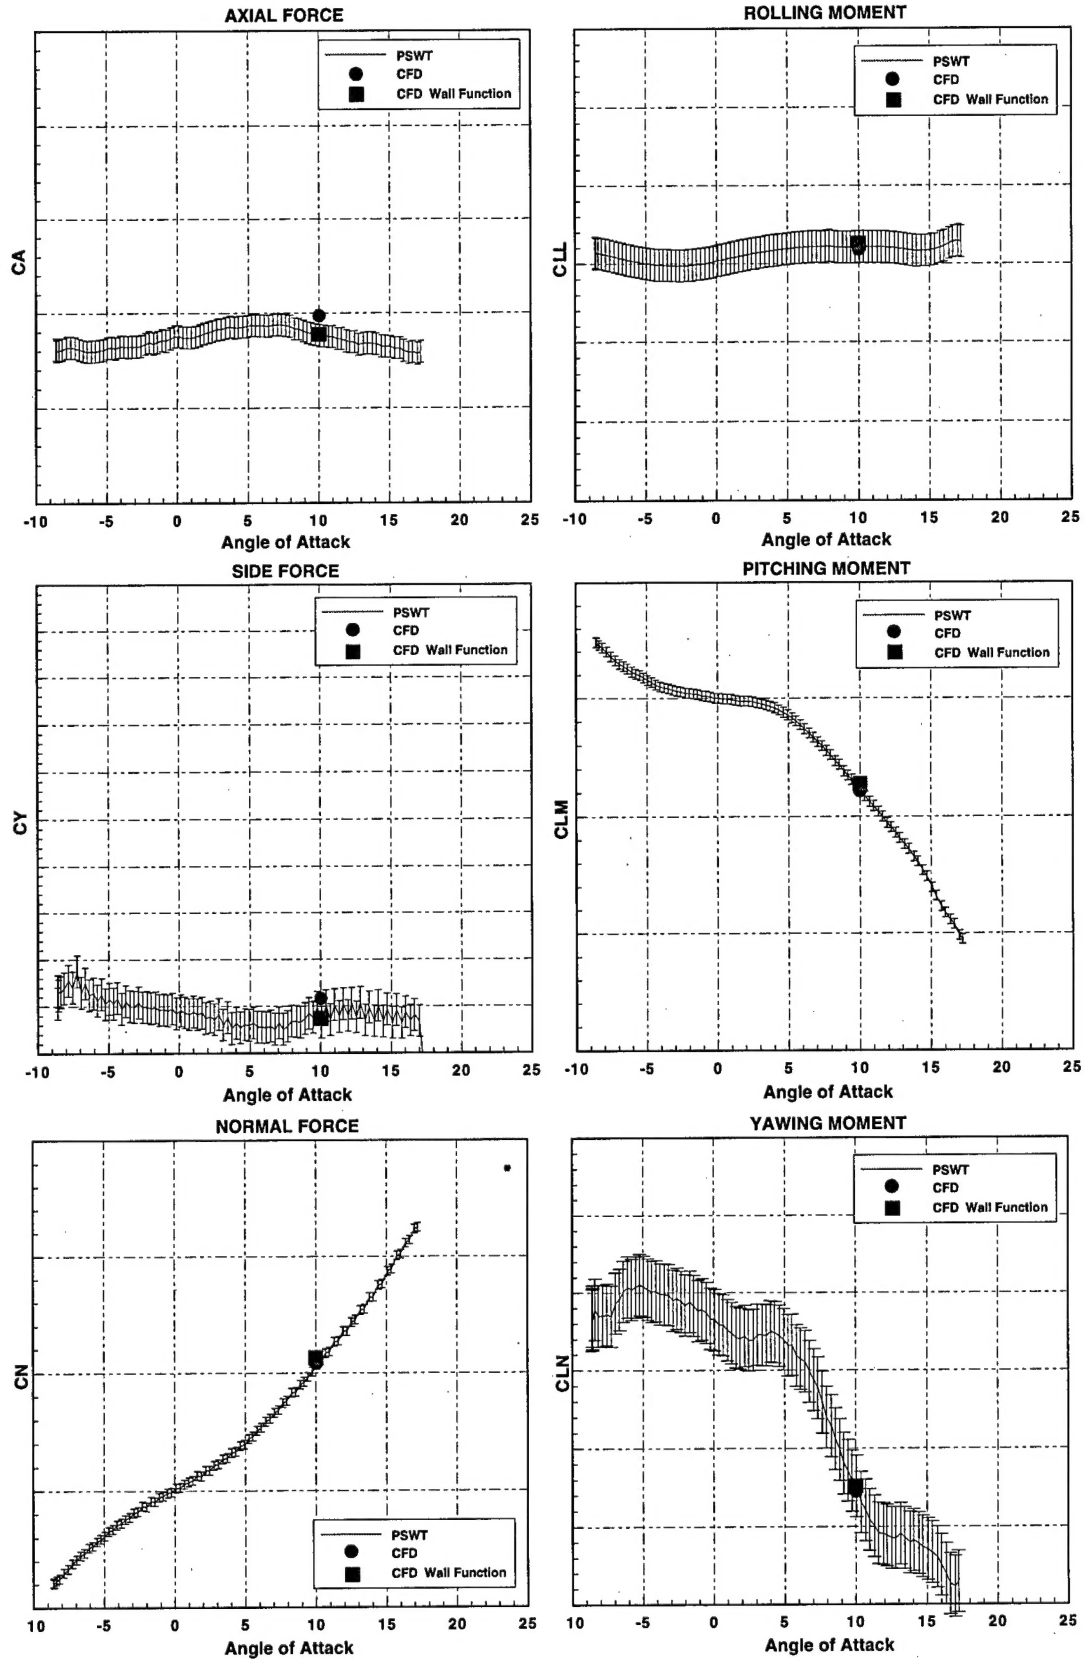 AXIAL FORCE
PSWT
CFD
CFD Wall Function
CA
-10 -5 0 5 10 15 20 25
Angle of Attack
ROLLING MOMENT
PSWT
CFD
CFD Wall Function
CLL
-10 -5 0 5 10 15 20 25
Angle of Attack
SIDE FORCE
PSWT
CFD
CFD Wall Function
CY
-10 -5 0 5 10 15 20 25
Angle of Attack
PITCHING MOMENT
PSWT
CFD
CFD Wall Function
CLM
-10 -5 0 5 10 15 20 25
Angle of Attack
NORMAL FORCE
PSWT
CFD
CFD Wall Function
CN
10 -5 0 5 10 15 20 25
Angle of Attack
YAWING MOMENT
PSWT
CFD
CFD Wall Function
CLN
-10 -5 0 5 10 15 20 25
Angle of Attack